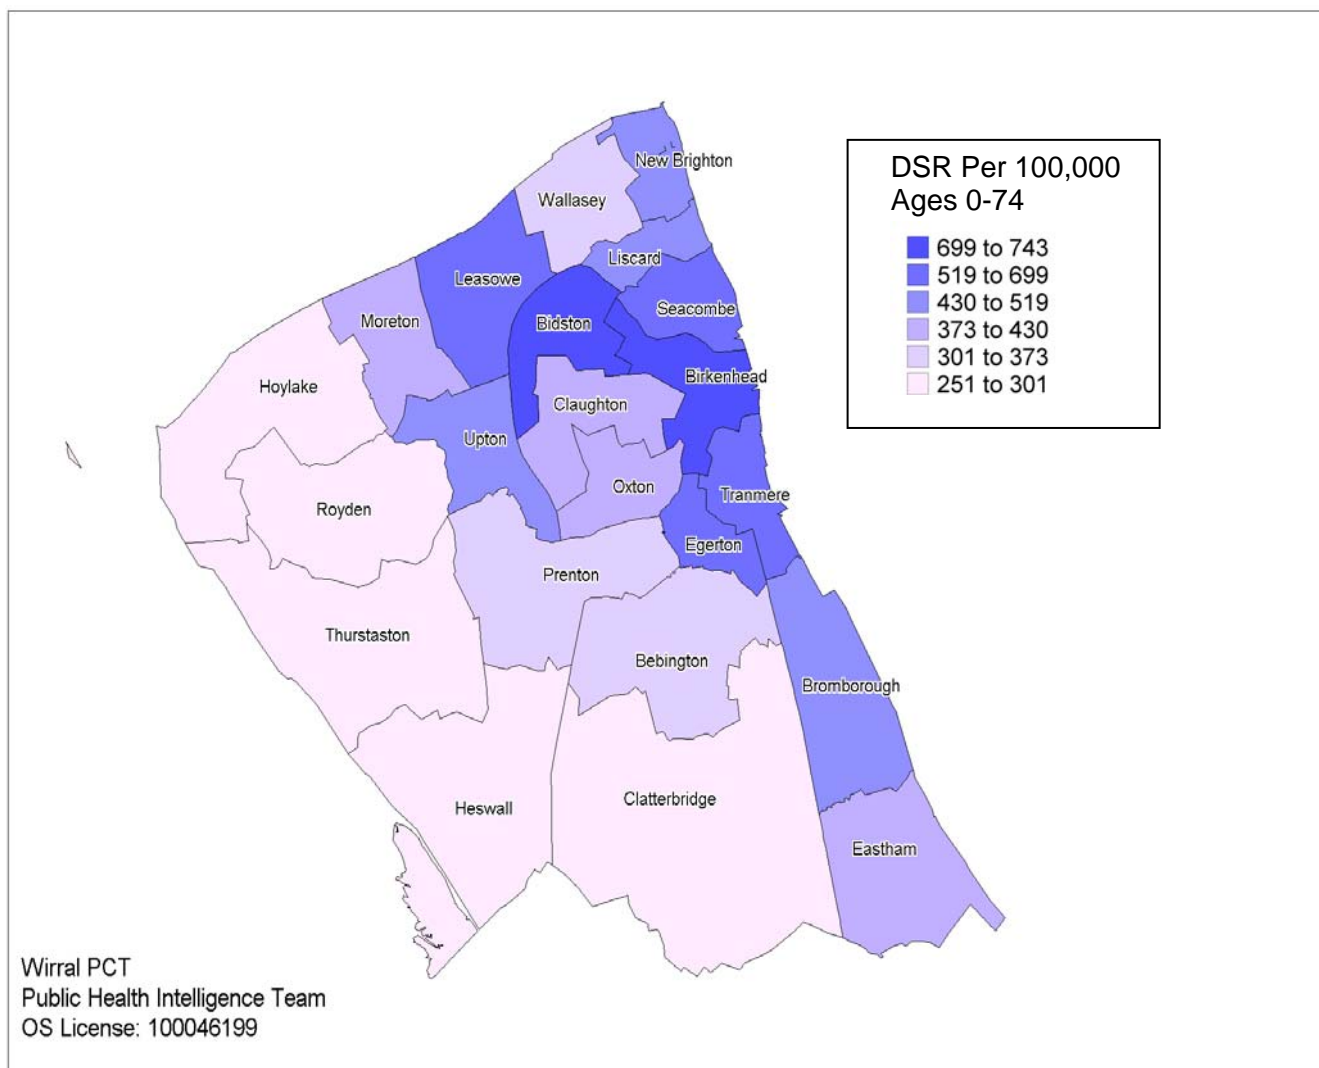 New Brighton
Wallasey
Liscard
Leasowe
Seacombe
Moreton
Bidston
Birkenhead
Hoylake
Claughton
Upton
Oxton
Tranmere
Royden
Egerton
Prenton
Thurstaston
Bebington
Bromborough
Heswall
Clatterbridge
Eastham
DSR Per 100,000
Ages 0-74
699 to 743
519 to 699
430 to 519
373 to 430
301 to 373
251 to 301
Wirral PCT
Public Health Intelligence Team
OS License: 100046199